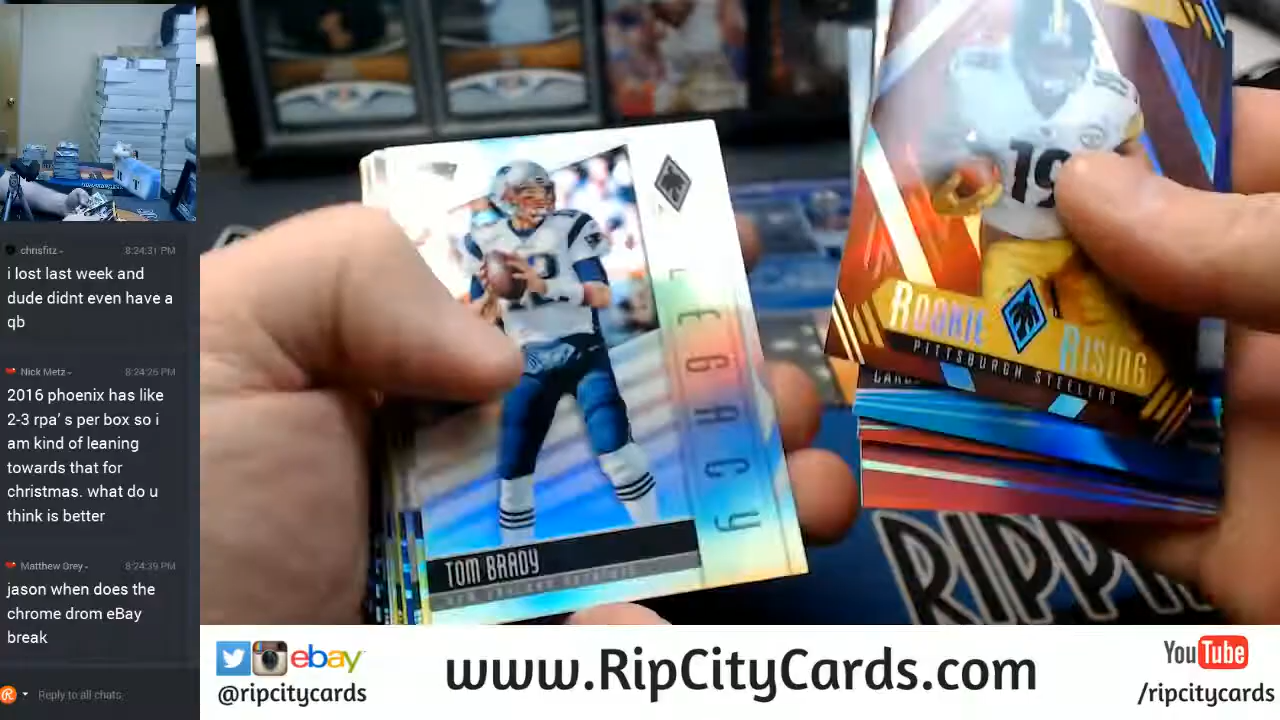 chrisfitz - 8:24:31 PM
i lost last week and
dude didnt even have a
qb
Nick Metz - 8:24:26 PM
2016 phoenix has like
2-3 rpa's per box so i
am kind of leaning
towards that for
christmas. what do u
think is better
Matthew Grey - 8:24:39 PM
jason when does the
chrome drom eBay
break
Reply to all chats.
LEGACY
TOM BRADY
19
ROOKIE RISING
PITTSBURGH STEELERS
ebay
@ripcitycards
www.RipCityCards.com
YouTube
/ripcitycards